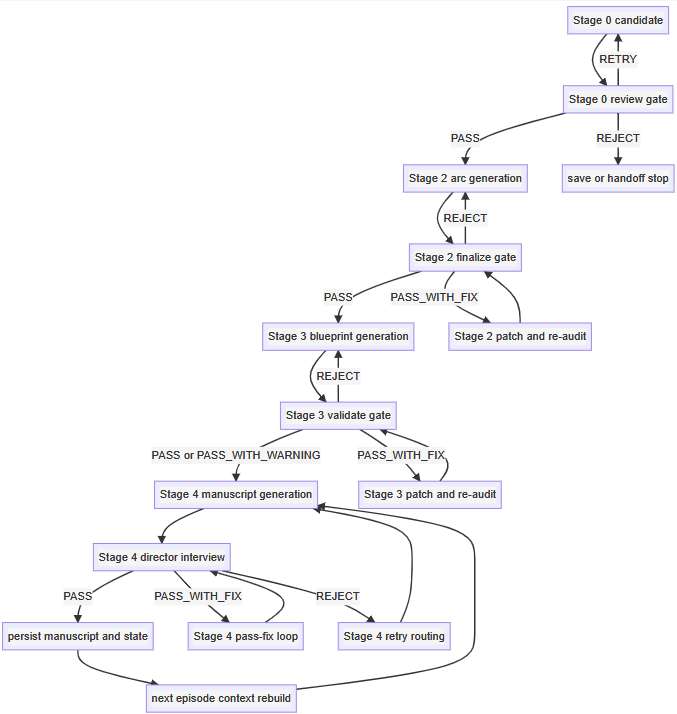 Stage 0 candidate
RETRY
Stage 0 review gate
PASS
REJECT
Stage 2 arc generation
save or handoff stop
REJECT
Stage 2 finalize gate
PASS
PASS_WITH_FIX
Stage 3 blueprint generation
Stage 2 patch and re-audit
REJECT
Stage 3 validate gate
PASS or PASS_WITH_WARNING
PASS_WITH_FIX
Stage 4 manuscript generation
Stage 3 patch and re-audit
Stage 4 director interview
PASS
PASS_WITH_FIX
REJECT
persist manuscript and state
Stage 4 pass-fix loop
Stage 4 retry routing
next episode context rebuild